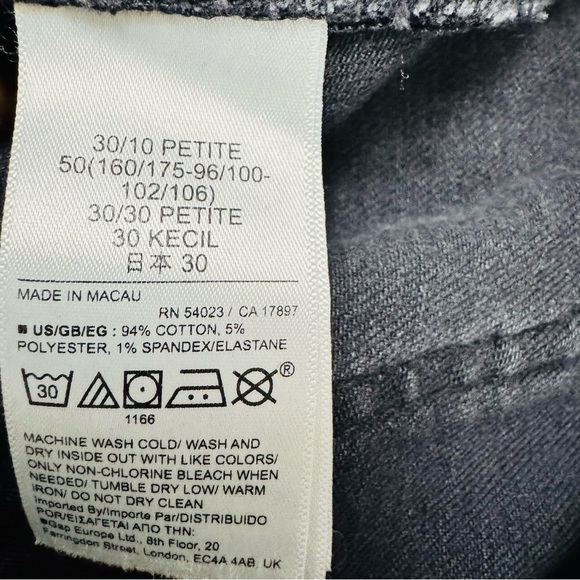 30/10 PETITE
50(160/175-96/100-
102/106)
30/30 PETITE
30 KECIL
日本 30
MADE IN MACAU
RN 54023 / CA 17897
US/GB/EG : 94% COTTON, 5%
POLYESTER, 1% SPANDEX/ELASTANE
30
®
1166
MACHINE WASH COLD/ WASH AND
DRY INSIDE OUT WITH LIKE COLORS/
ONLY NON-CHLORINE BLEACH WHEN
NEEDED/ TUMBLE DRY LOW/ WARM
IRON/ DO NOT DRY CLEAN
Imported By/Importe Par/DISTRIBUIDO
POR/ΕΙΣΑΓΕΤΑΙ ΑΠΟ ΤΗΝ:
Gap Europe Ltd., 8th Floor, 20
Farringdon Street, London, EC4A 4AB UK